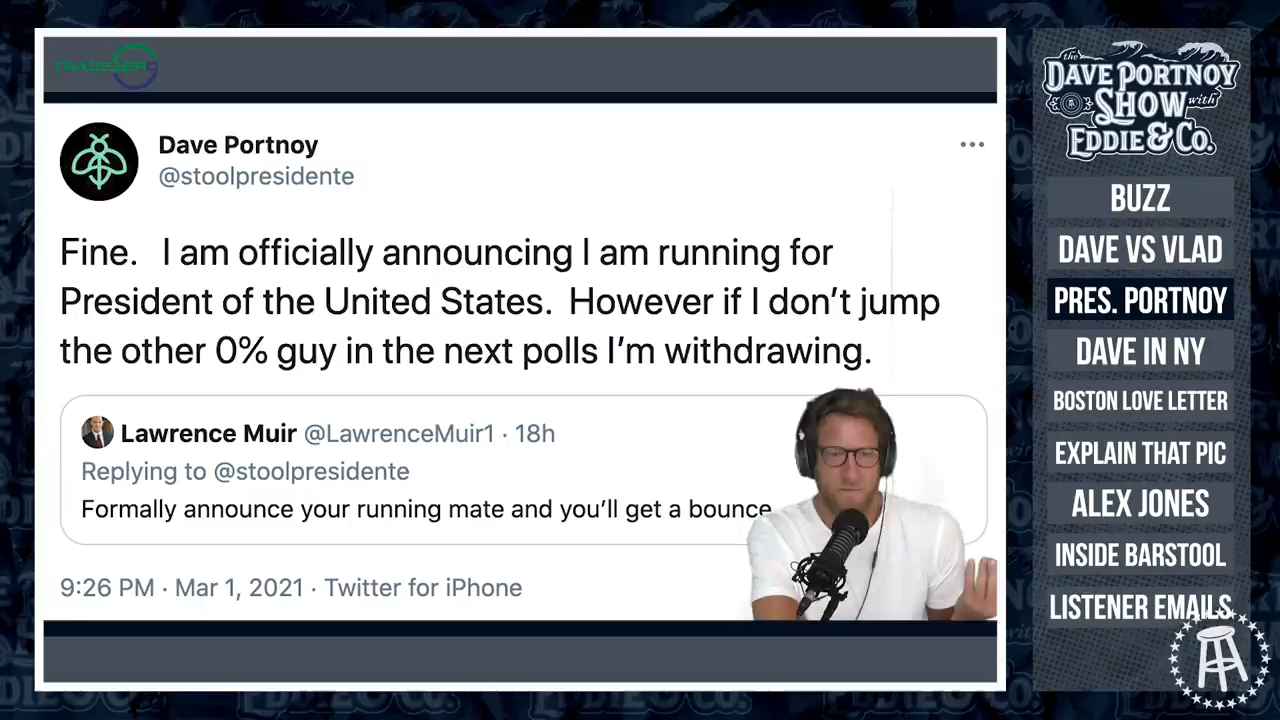 TRADEZERO
Dave Portnoy
@stoolpresidente
Fine. I am officially announcing I am running for
President of the United States. However if I don’t jump
the other 0% guy in the next polls I’m withdrawing.
Lawrence Muir @LawrenceMuir1 · 18h
Replying to @stoolpresidente
Formally announce your running mate and you’ll get a bounce
9:26 PM · Mar 1, 2021 · Twitter for iPhone
the
DAVE PORTNOY
SHOW with
EDDIE & CO.
BUZZ
DAVE VS VLAD
PRES. PORTNOY
DAVE IN NY
BOSTON LOVE LETTER
EXPLAIN THAT PIC
ALEX JONES
INSIDE BARSTOOL
LISTENER EMAILS